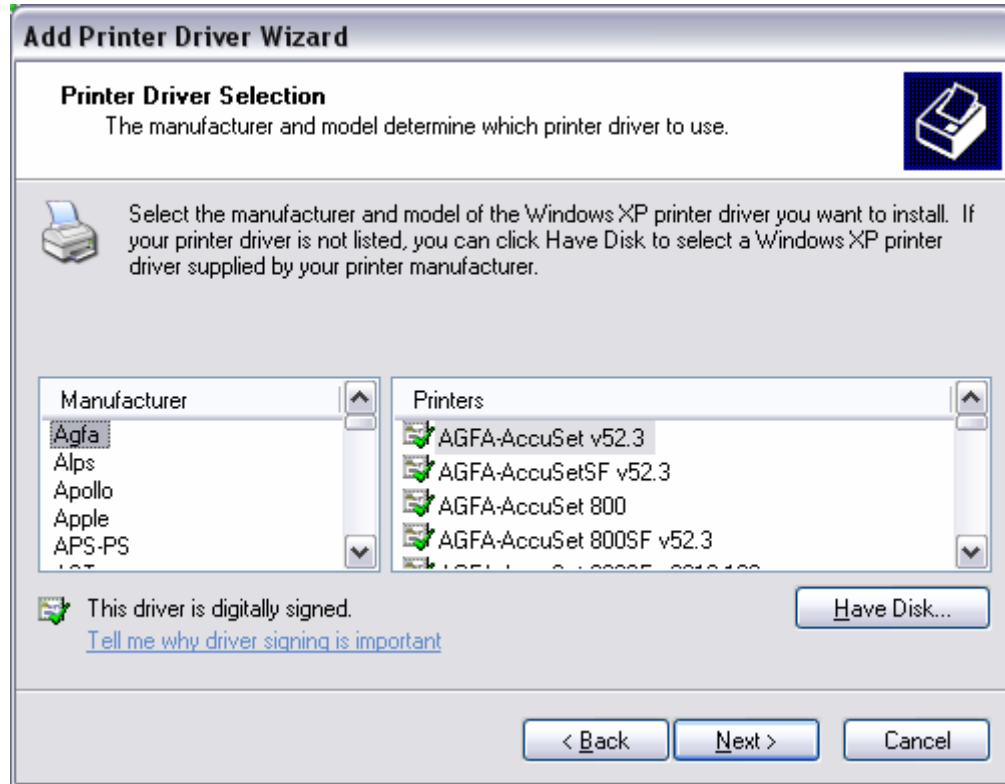 Add Printer Driver Wizard
Printer Driver Selection
The manufacturer and model determine which printer driver to use.
Select the manufacturer and model of the Windows XP printer driver you want to install. If
your printer driver is not listed, you can click Have Disk to select a Windows XP printer
driver supplied by your printer manufacturer.
Manufacturer
Agfa
Alps
Apollo
Apple
APS-PS
Printers
AGFA-AccuSet v52.3
AGFA-AccuSetSF v52.3
AGFA-AccuSet 800
AGFA-AccuSet 800SF v52.3
This driver is digitally signed.
Tell me why driver signing is important
Have Disk...
< Back
Next >
Cancel